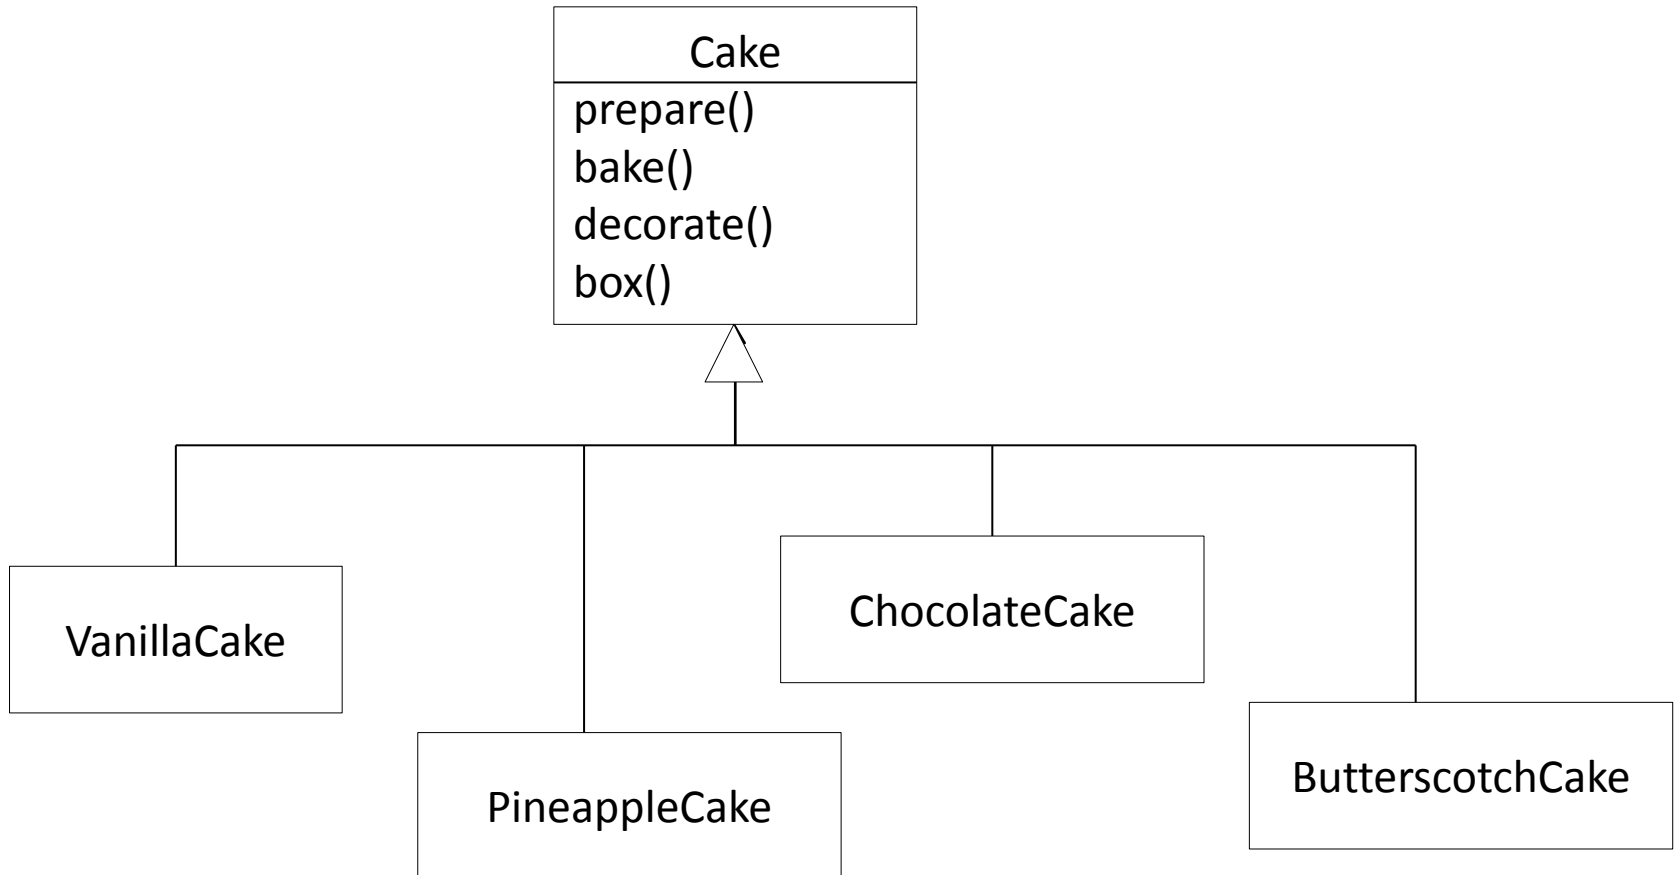 Cake
prepare()
bake()
decorate()
box()
VanillaCake
ChocolateCake
PineappleCake
ButterscotchCake